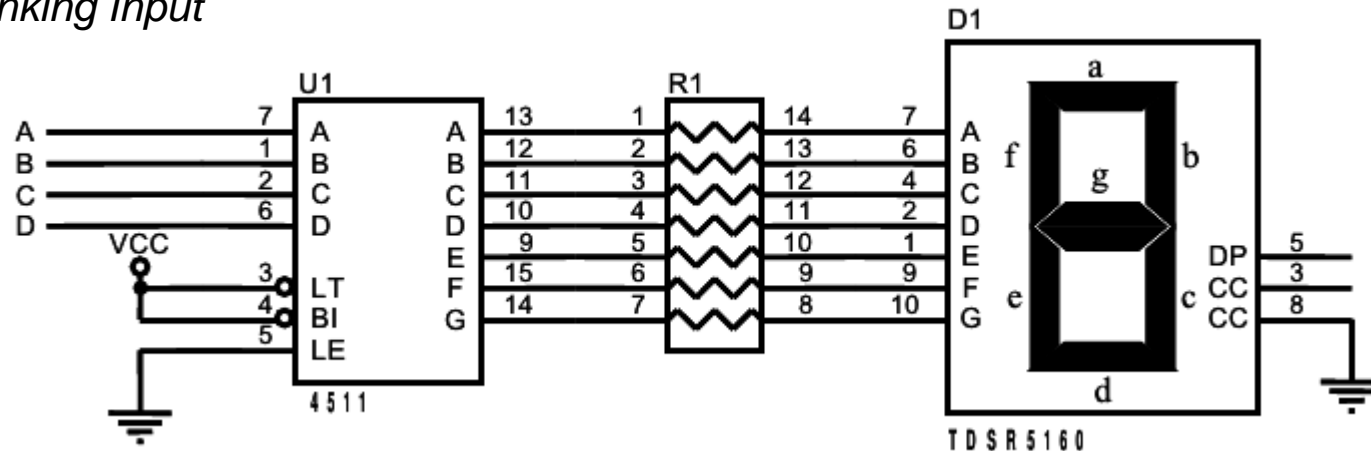 nking Input
D1
U1
R1
A 7 A A 13 1 14 7 A
B 1 B B 12 2 13 6 B
C 2 C C 11 3 12 4 C
D 6 D D 10 4 11 2 D
VCC
E 9 5 10 1 E
3 LT F 15 6 9 9 F
4 BI G 14 7 8 10 G
5 LE
a
f b
g
e c
d
DP 5
CC 3
CC 8
4511
TDSR5160